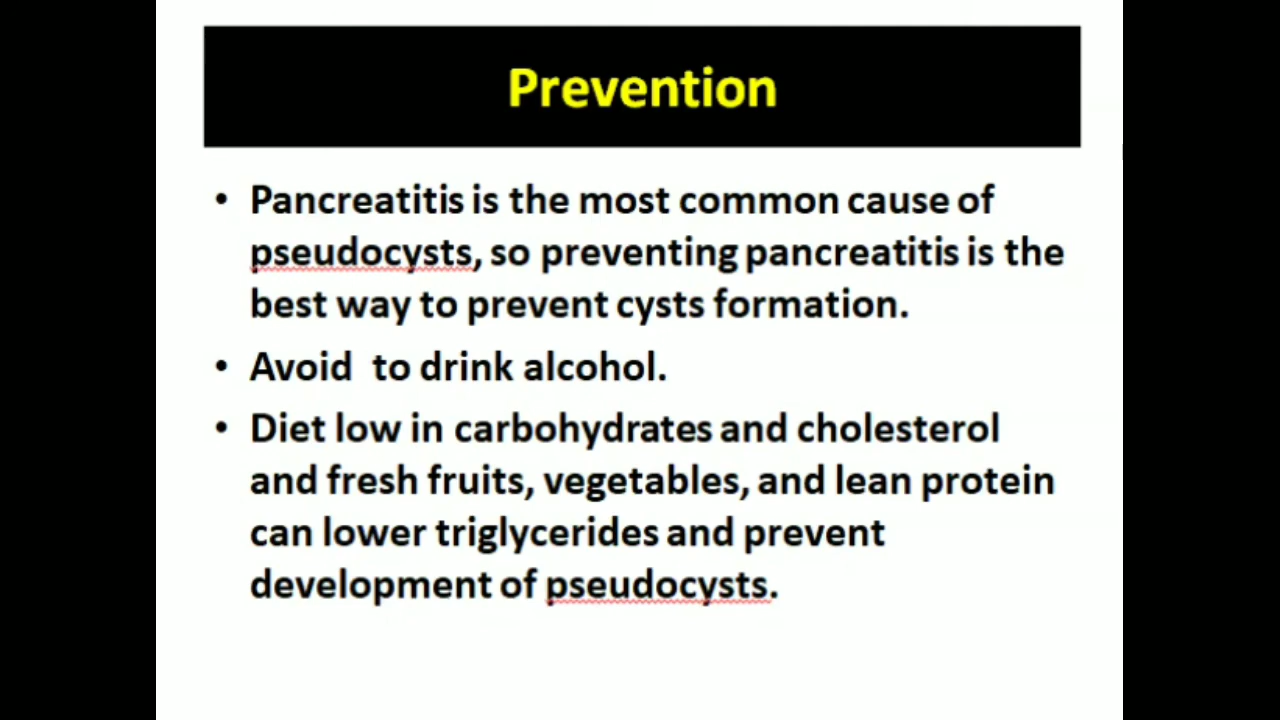 Prevention
• Pancreatitis is the most common cause of
pseudocysts, so preventing pancreatitis is the
best way to prevent cysts formation.
• Avoid  to drink alcohol.
• Diet low in carbohydrates and cholesterol
and fresh fruits, vegetables, and lean protein
can lower triglycerides and prevent
development of pseudocysts.